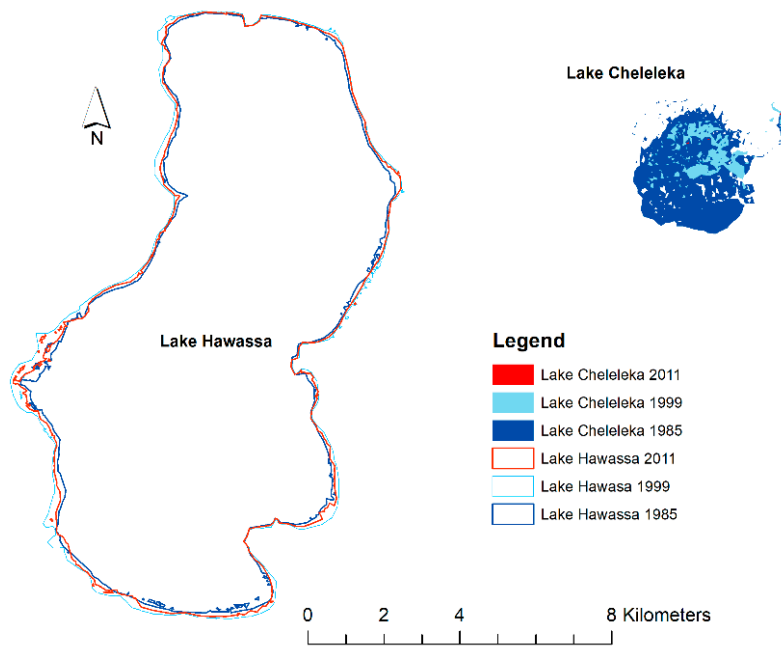 Lake Cheleleka
N
Lake Hawassa
Legend
Lake Cheleleka 2011
Lake Cheleleka 1999
Lake Cheleleka 1985
Lake Hawassa 2011
Lake Hawasa 1999
Lake Hawassa 1985
0 2 4 8 Kilometers